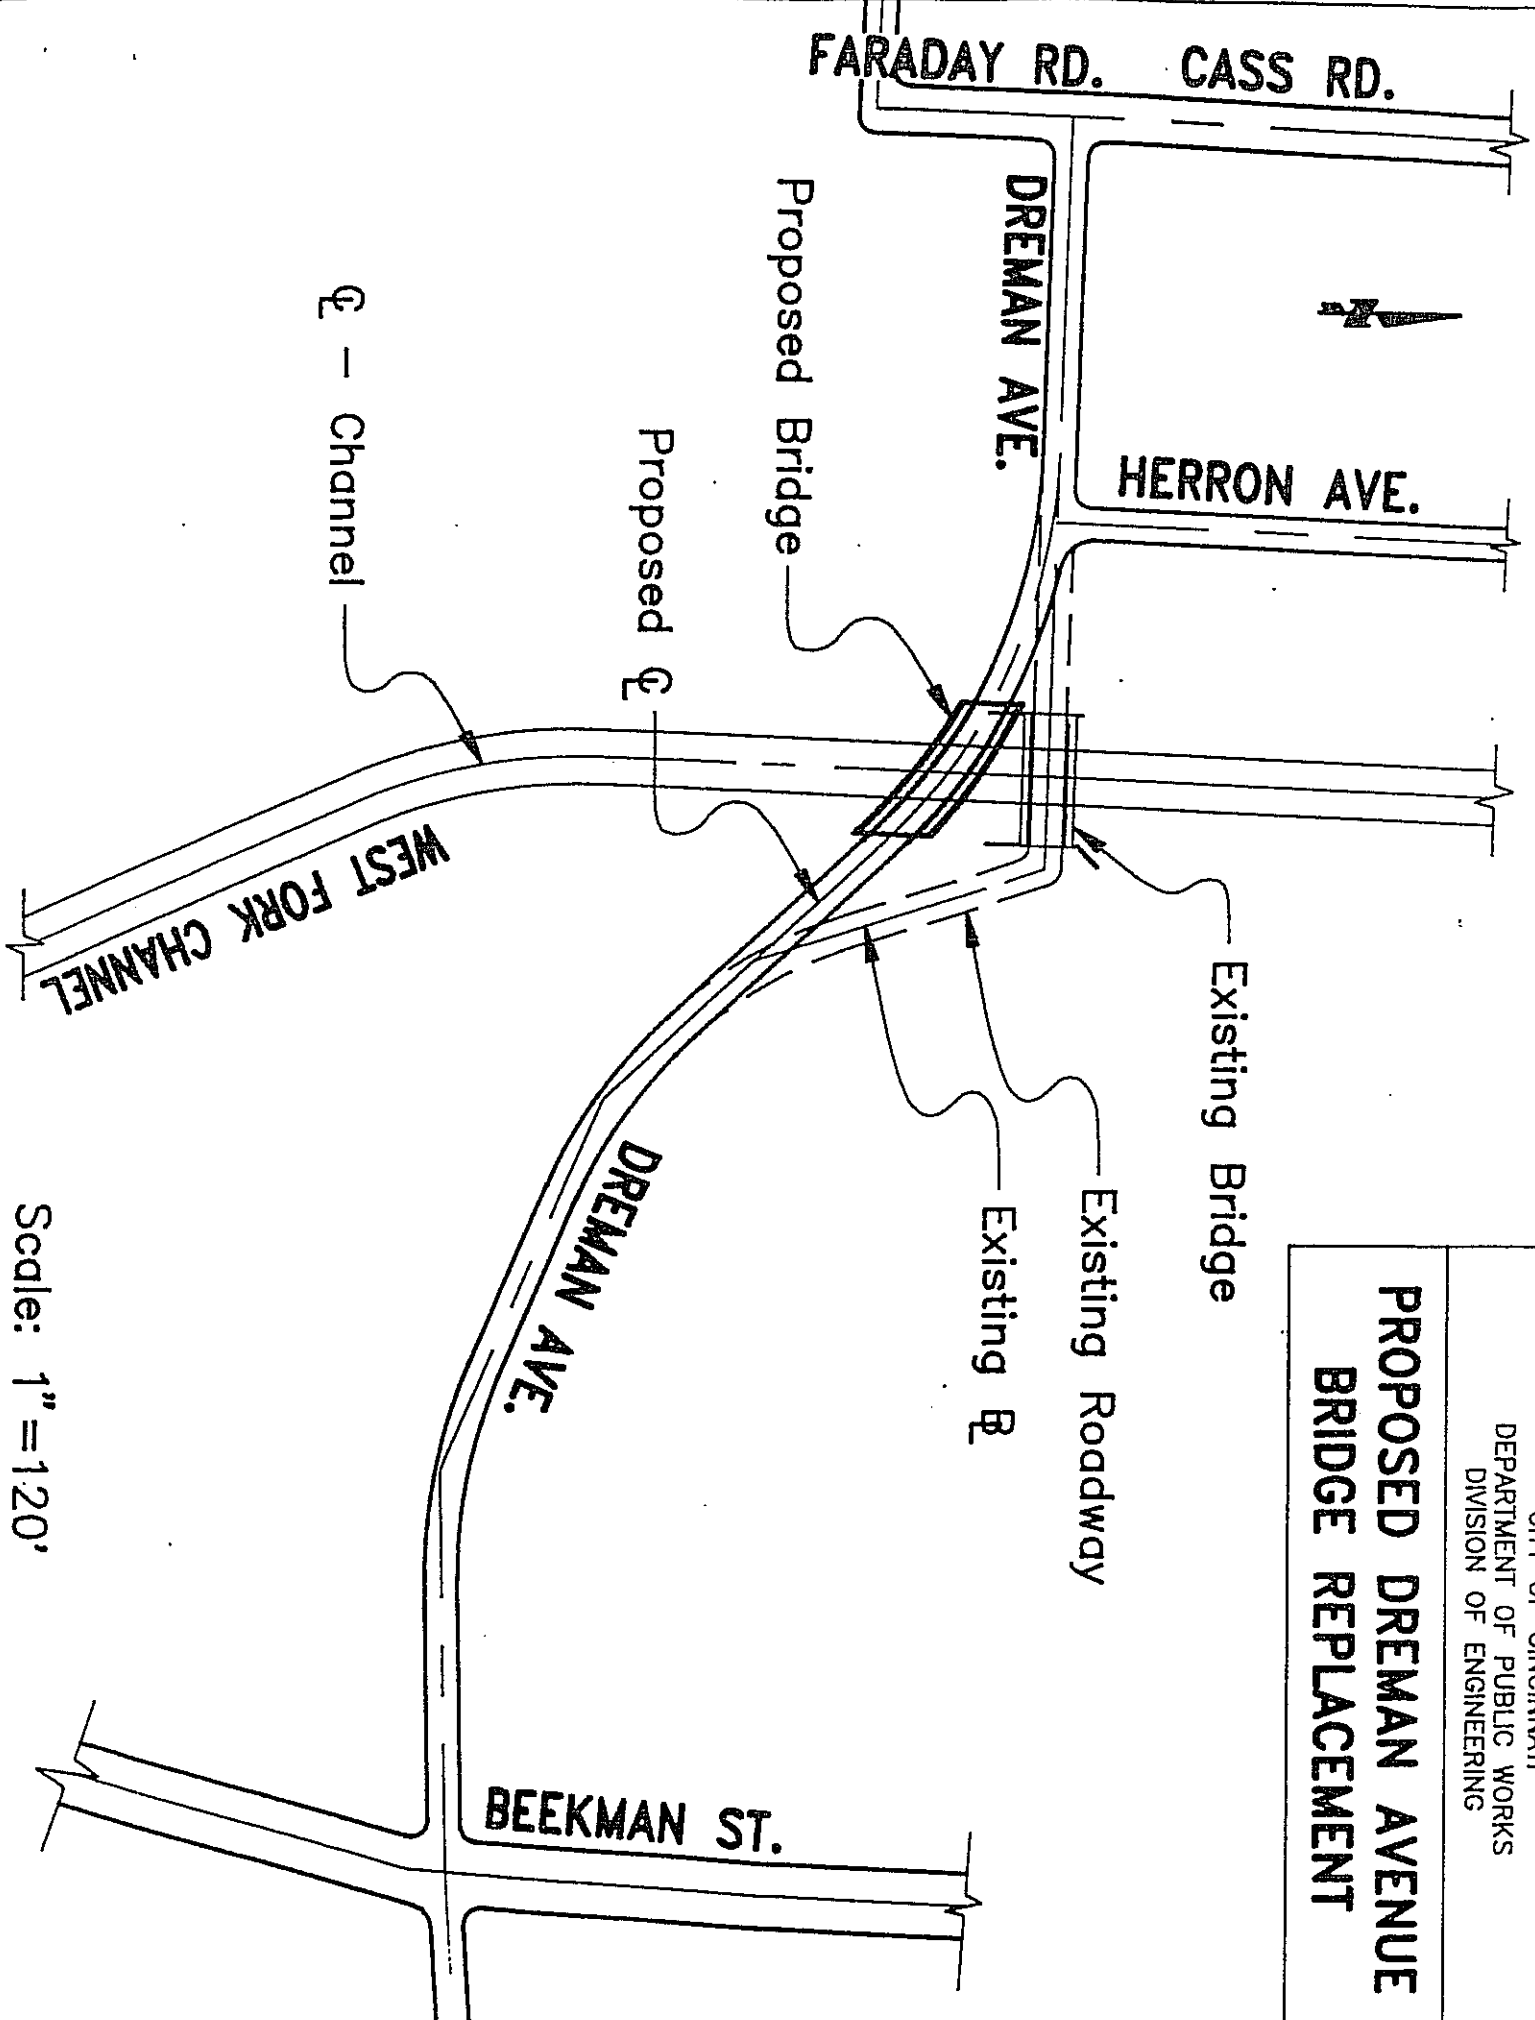 DEPARTMENT OF PUBLIC WORKS
DIVISION OF ENGINEERING
PROPOSED DREMAN AVENUE
BRIDGE REPLACEMENT
FARADAY RD.
CASS RD.
DREMAN AVE.
HERRON AVE.
Proposed Bridge
Proposed ℄
℄ - Channel
WEST FORK CHANNEL
Existing Bridge
Existing Roadway
Existing
DREMAN AVE.
BEEKMAN ST.
Scale: 1"=120'